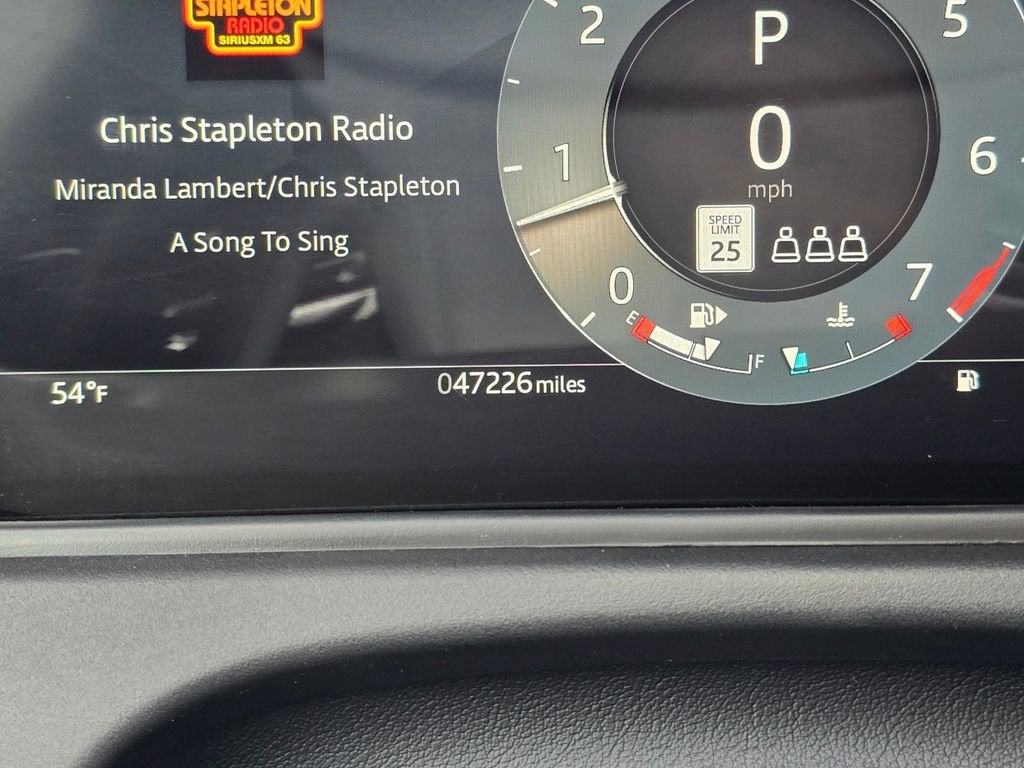 STAPLETON
RADIO
SIRIUSXM 63
Chris Stapleton Radio
Miranda Lambert/Chris Stapleton
A Song To Sing
54°F
047226 miles
0
1
2
5
6
7
P
0
mph
SPEED
LIMIT
25
E
F